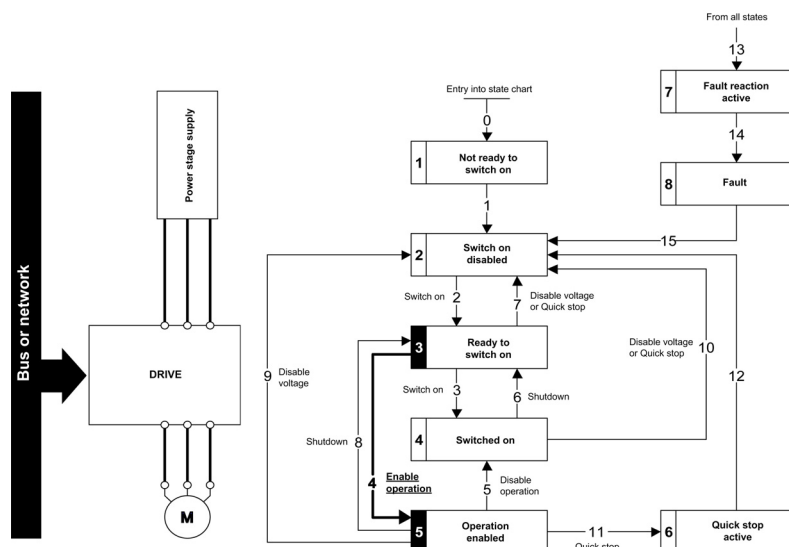 From all states
13
7
Fault reaction
active
14
8
Fault
15
Entry into state chart
0
1
Not ready to
switch on
1
2
Switch on
disabled
Switch on
2
7
Disable voltage
or Quick stop
3
Ready to
switch on
Switch on
3
6
Shutdown
4
Switched on
Disable voltage
or Quick stop
10
12
9
Disable
voltage
Shutdown
8
4
Enable
operation
5
Disable
operation
5
Operation
enabled
11
Quick stop
6
Quick stop
active
Bus or network
Power stage supply
DRIVE
M